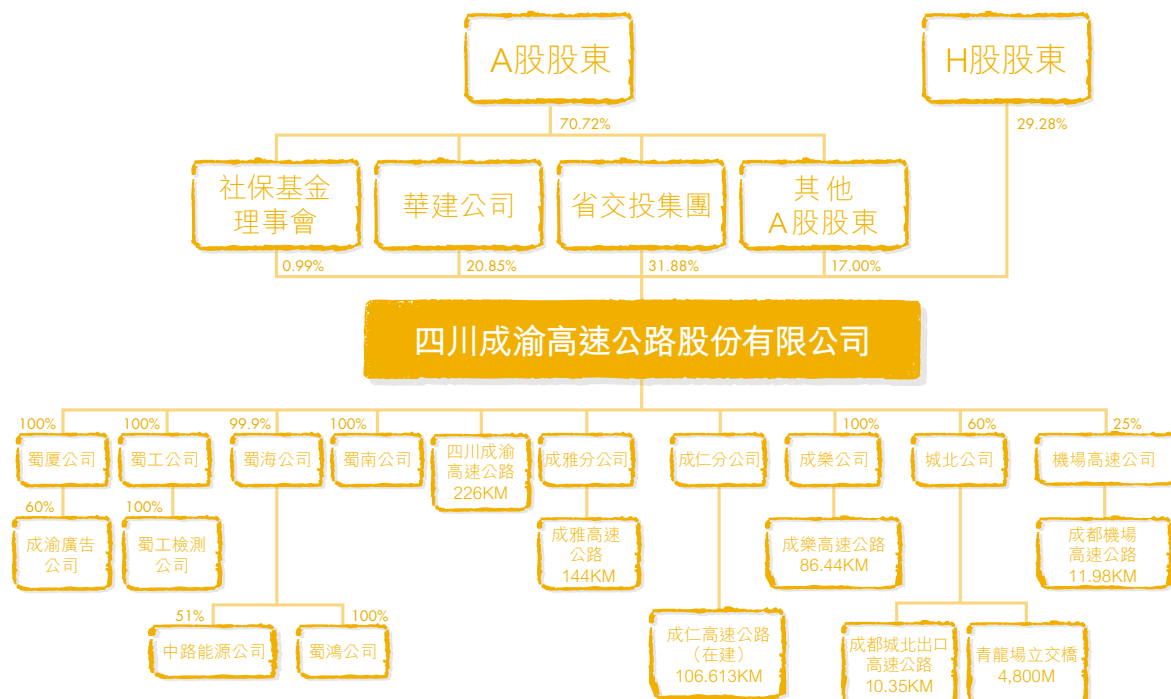 A股股東
H股股東
70.72%
29.28%
社保基金
理事會
華建公司
省交投集團
其他
A股股東
0.99%
20.85%
31.88%
17.00%
四川成渝高速公路股份有限公司
100%
100%
99.9%
100%
100%
60%
25%
蜀厦公司
蜀工公司
蜀海公司
蜀南公司
四川成渝
高速公路
226KM
成雅分公司
成仁分公司
成樂公司
城北公司
機場高速公司
60%
100%
成渝廣告
公司
蜀工檢測
公司
成雅高速
公路
144KM
成樂高速公路
86.44KM
成都機場
高速公路
11.98KM
51%
100%
中路能源公司
蜀鴻公司
成仁高速公路
（在建）
106.613KM
成都城北出口
高速公路
10.35KM
青龍場立交橋
4,800M